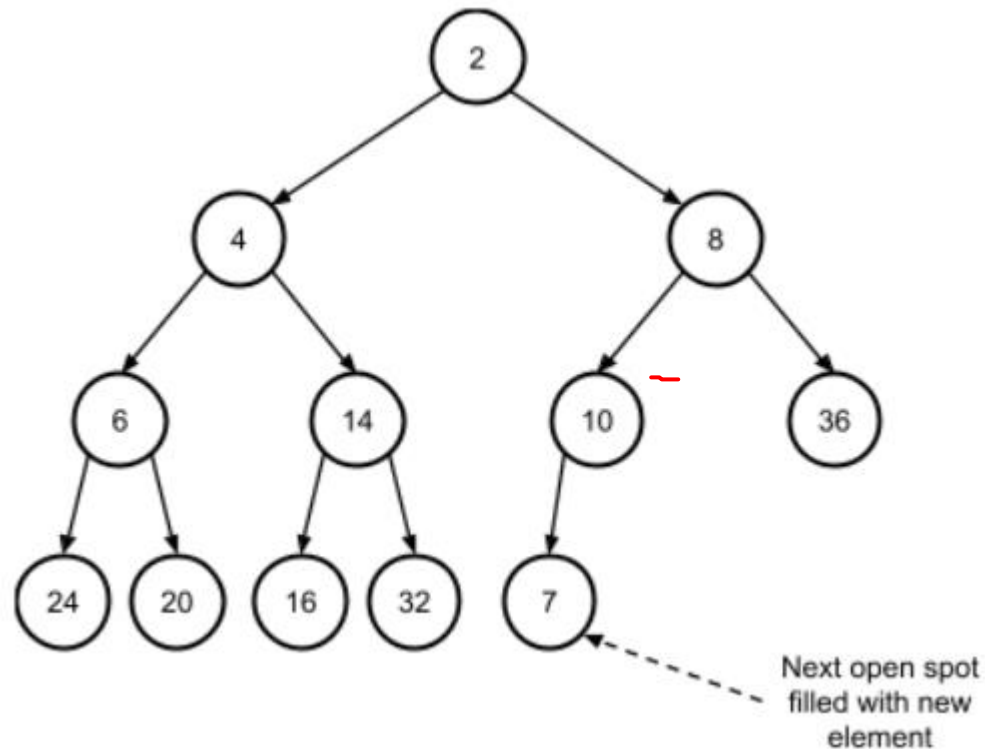 2
4 8
6 14 10 36
24 20 16 32 7
Next open spot
filled with new
element